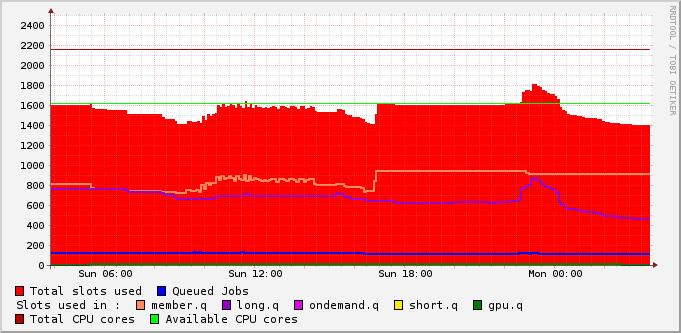 RRDTOOL / TOBI OETIKER
2400
2200
2000
1800
1600
1400
1200
1000
800
600
400
200
0
Sun 06:00 Sun 12:00 Sun 18:00 Mon 00:00
Total slots used Queued Jobs
Slots used in : member.q long.q ondemand.q short.q gpu.q
Total CPU cores Available CPU cores